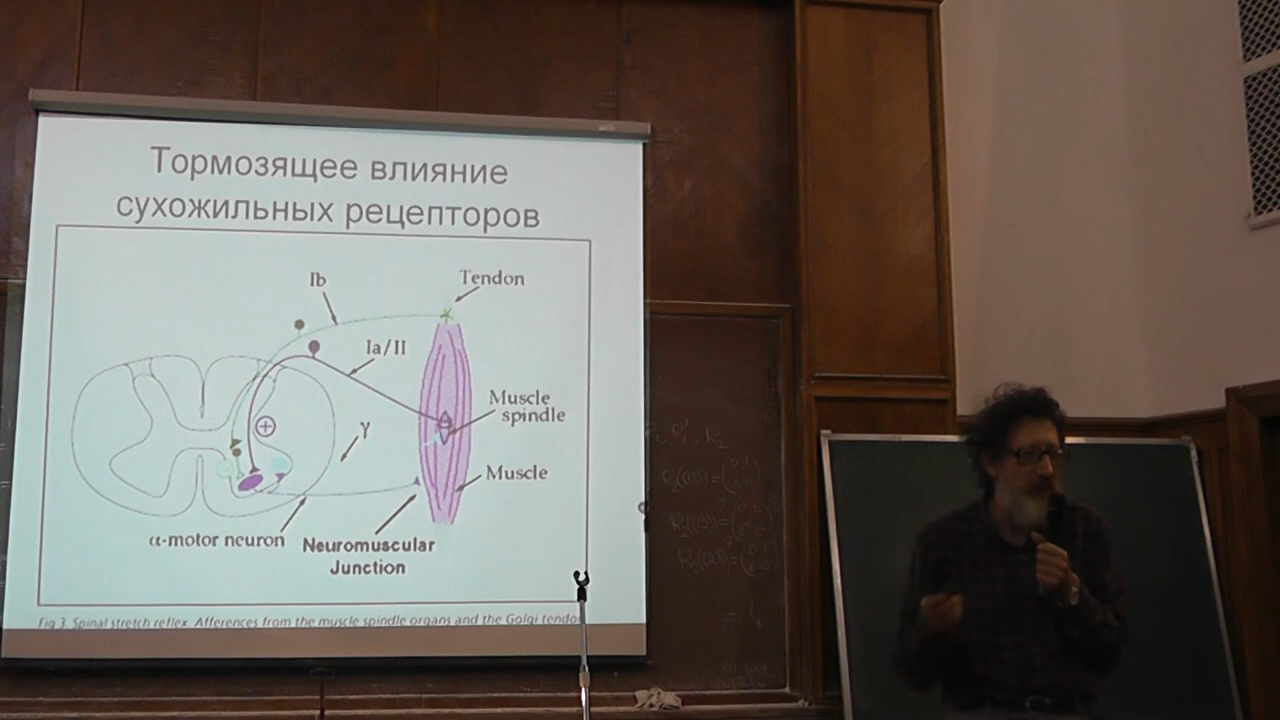 Тормозящее влияние
сухожильных рецепторов
Ib
Tendon
Ia/II
Muscle
spindle
γ
Muscle
α-motor neuron
Neuromuscular
Junction
Fig 3. Spinal stretch reflex. Afferences from the muscle spindle organs and the Golgi tendo